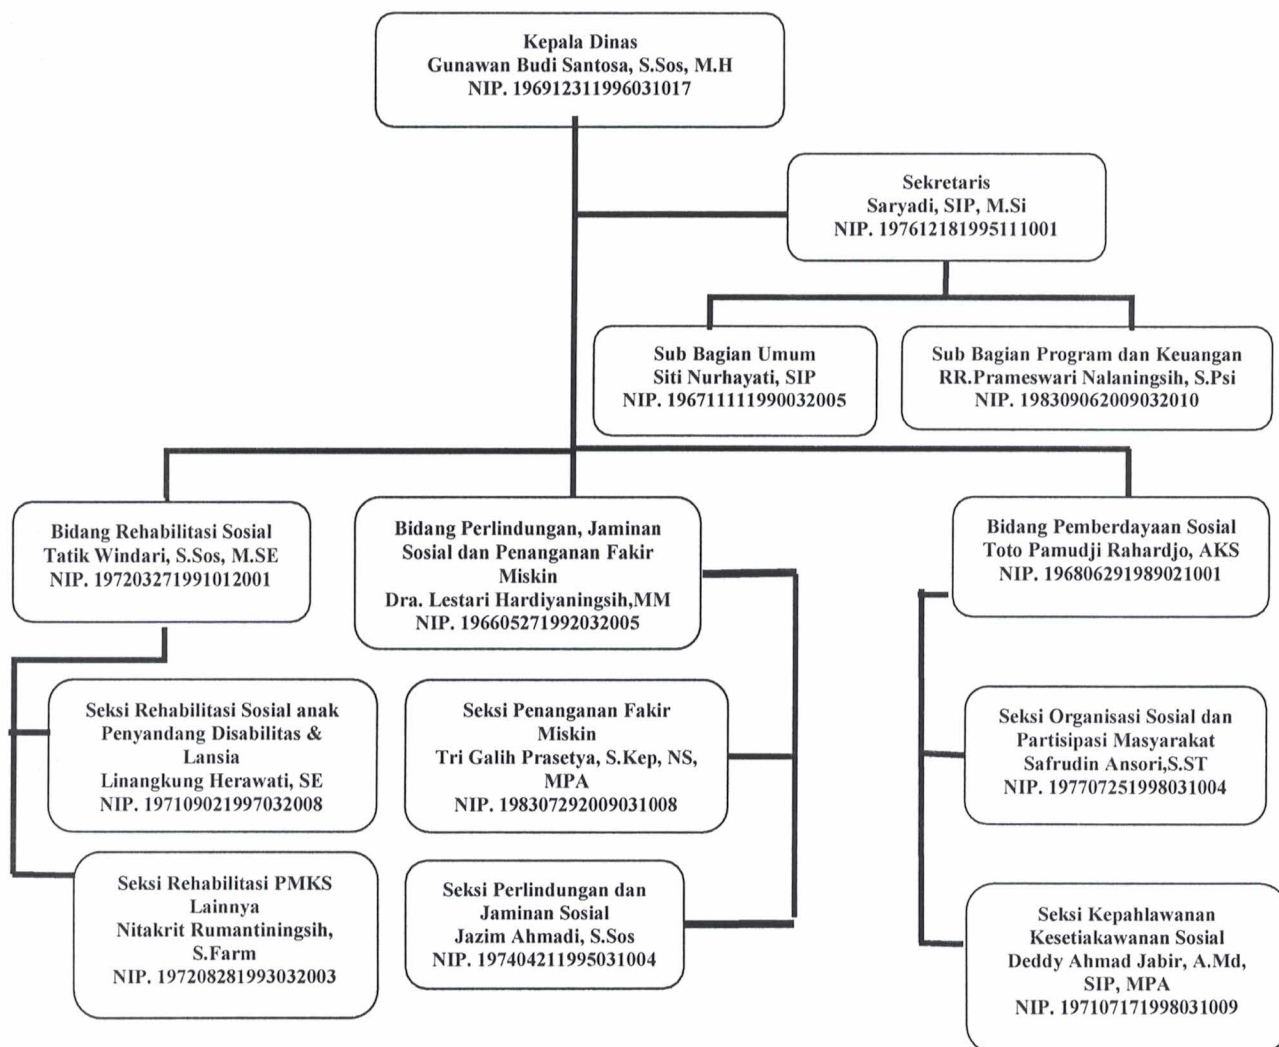 Kepala Dinas
Gunawan Budi Santosa, S.Sos, M.H
NIP. 196912311996031017
Sekretaris
Saryadi, SIP, M.Si
NIP. 197612181995111001
Sub Bagian Umum
Siti Nurhayati, SIP
NIP. 196711111990032005
Sub Bagian Program dan Keuangan
RR.Prameswari Nalaningsih, S.Psi
NIP. 198309062009032010
Bidang Rehabilitasi Sosial
Tatik Windari, S.Sos, M.SE
NIP. 197203271991012001
Bidang Perlindungan, Jaminan
Sosial dan Penanganan Fakir
Miskin
Dra. Lestari Hardiyaningsih,MM
NIP. 196605271992032005
Bidang Pemberdayaan Sosial
Toto Pamudji Rahardjo, AKS
NIP. 196806291989021001
Seksi Rehabilitasi Sosial anak
Penyandang Disabilitas &
Lansia
Linangkung Herawati, SE
NIP. 197109021997032008
Seksi Penanganan Fakir
Miskin
Tri Galih Prasetya, S.Kep, NS,
MPA
NIP. 198307292009031008
Seksi Organisasi Sosial dan
Partisipasi Masyarakat
Safrudin Ansori,S.ST
NIP. 197707251998031004
Seksi Rehabilitasi PMKS
Lainnya
Nitakrit Rumantiningsih,
S.Farm
NIP. 197208281993032003
Seksi Perlindungan dan
Jaminan Sosial
Jazim Ahmadi, S.Sos
NIP. 197404211995031004
Seksi Kepahlawanan
Kesetiakawanan Sosial
Deddy Ahmad Jabir, A.Md,
SIP, MPA
NIP. 197107171998031009